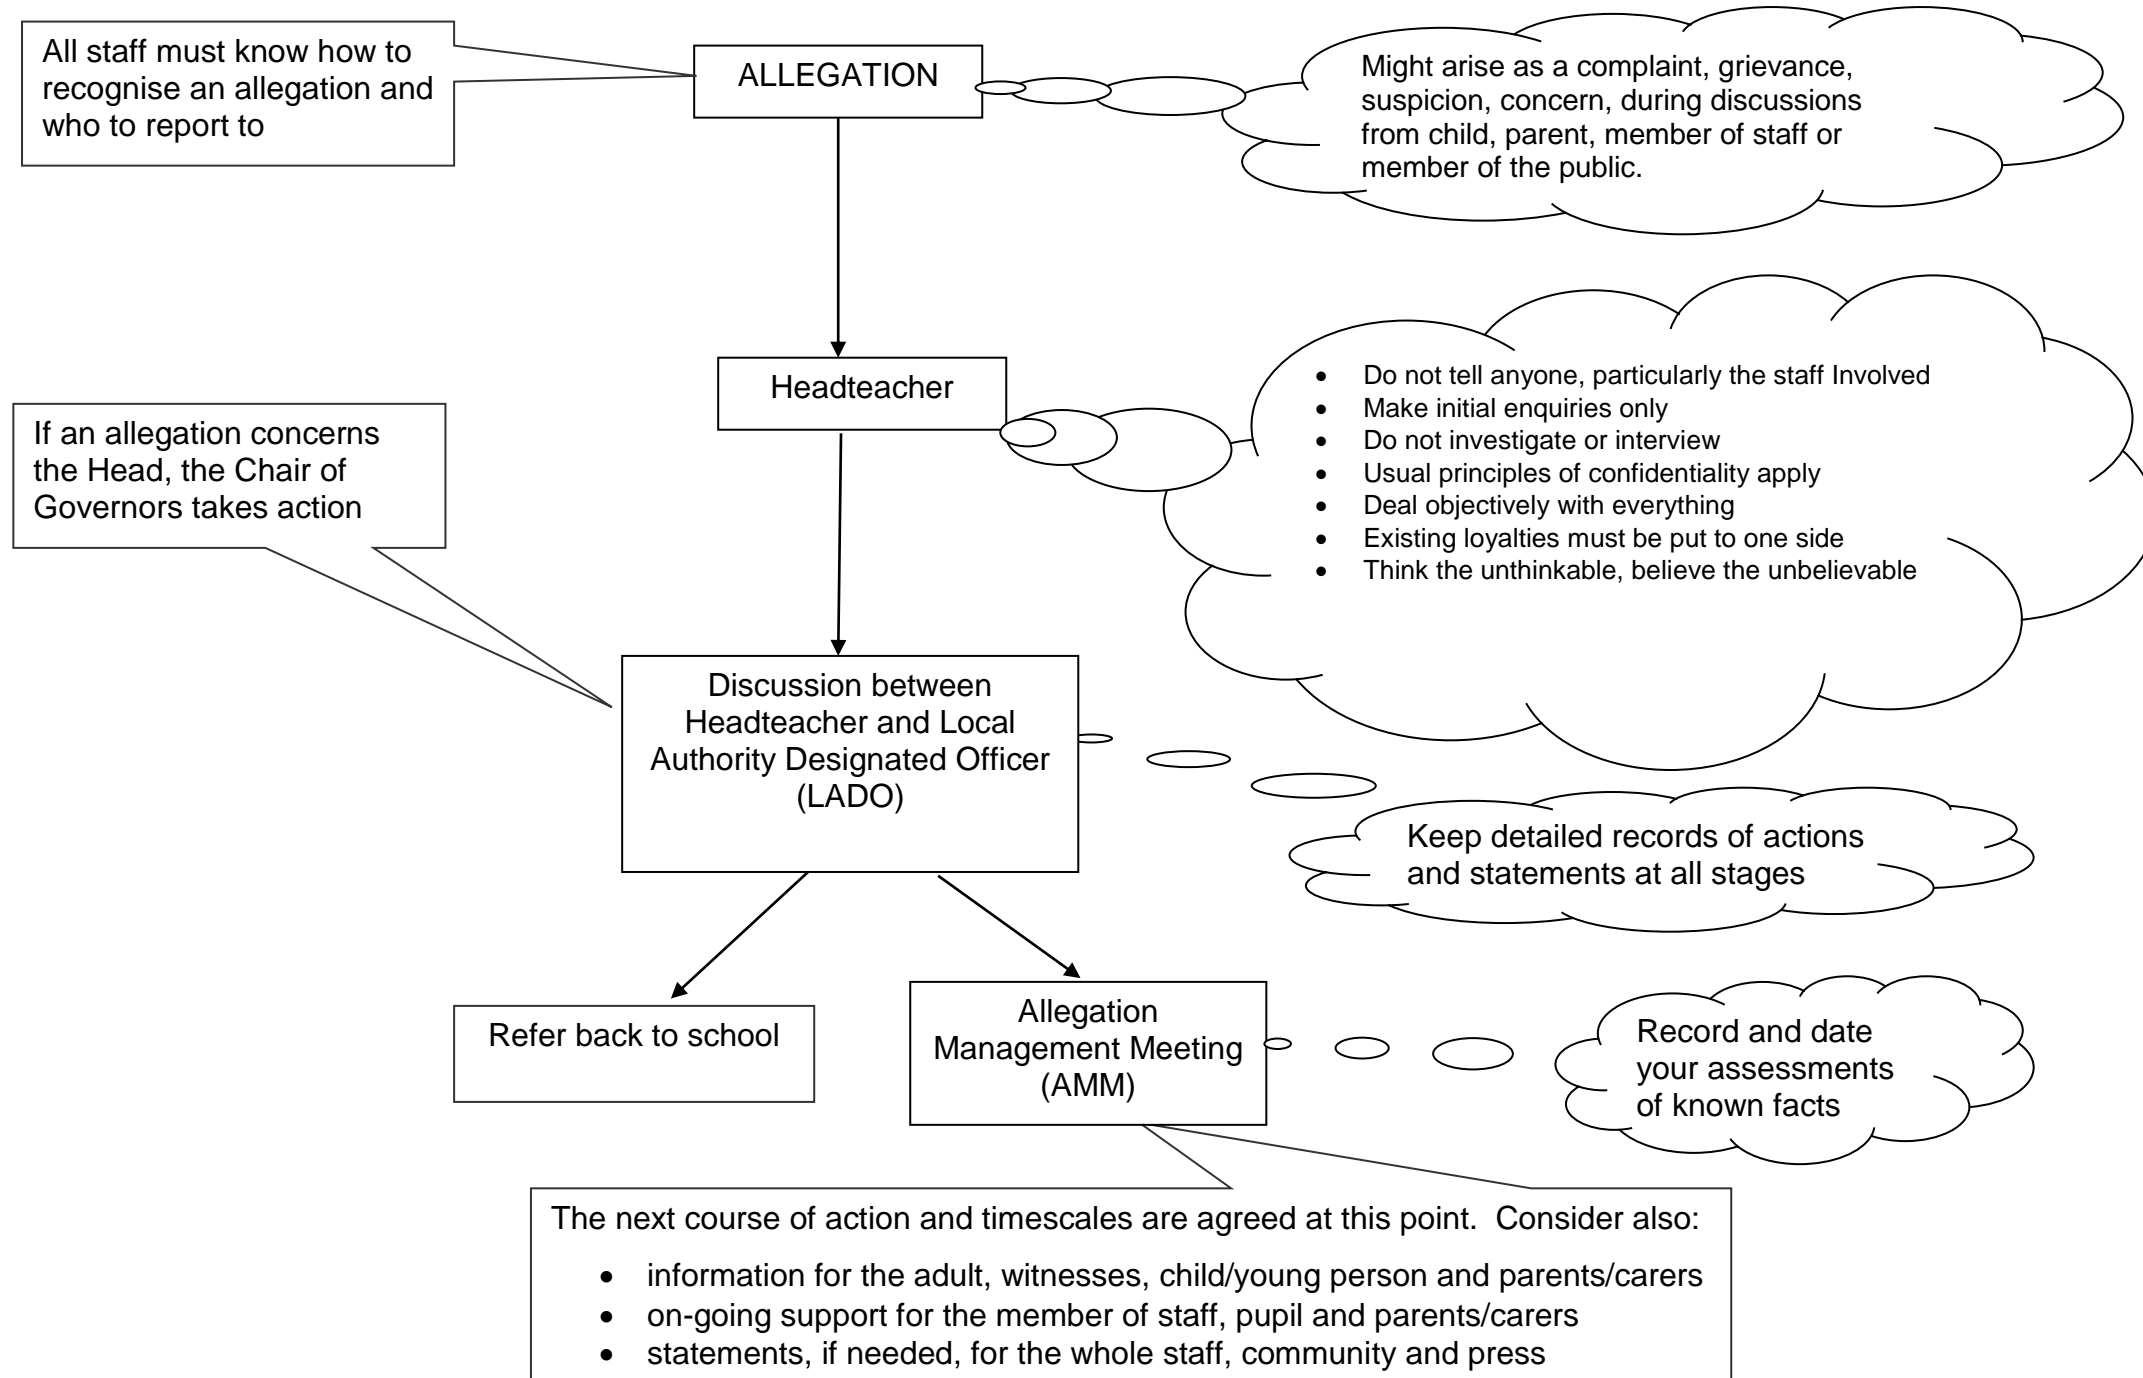 All staff must know how to
recognise an allegation and
who to report to
ALLEGATION
Might arise as a complaint, grievance,
suspicion, concern, during discussions
from child, parent, member of staff or
member of the public.
Headteacher
• Do not tell anyone, particularly the staff Involved
• Make initial enquiries only
• Do not investigate or interview
• Usual principles of confidentiality apply
• Deal objectively with everything
• Existing loyalties must be put to one side
• Think the unthinkable, believe the unbelievable
If an allegation concerns
the Head, the Chair of
Governors takes action
Discussion between
Headteacher and Local
Authority Designated Officer
(LADO)
Keep detailed records of actions
and statements at all stages
Refer back to school
Allegation
Management Meeting
(AMM)
Record and date
your assessments
of known facts
The next course of action and timescales are agreed at this point.  Consider also:
• information for the adult, witnesses, child/young person and parents/carers
• on-going support for the member of staff, pupil and parents/carers
• statements, if needed, for the whole staff, community and press